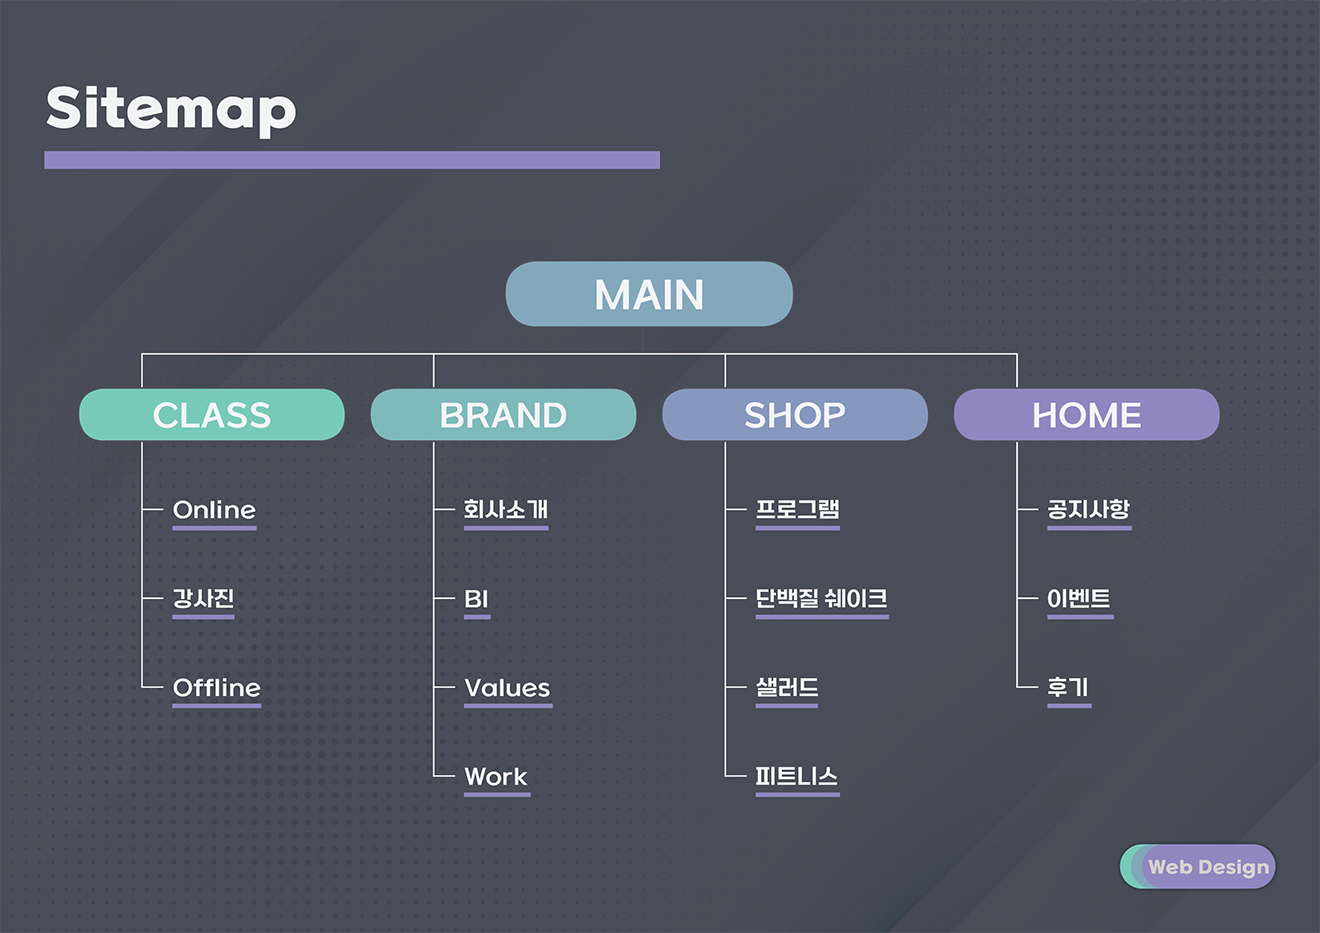 Sitemap
MAIN
CLASS
BRAND
SHOP
HOME
Online
강사진
Offline
회사소개
BI
Values
Work
프로그램
단백질 쉐이크
샐러드
피트니스
공지사항
이벤트
후기
Web Design